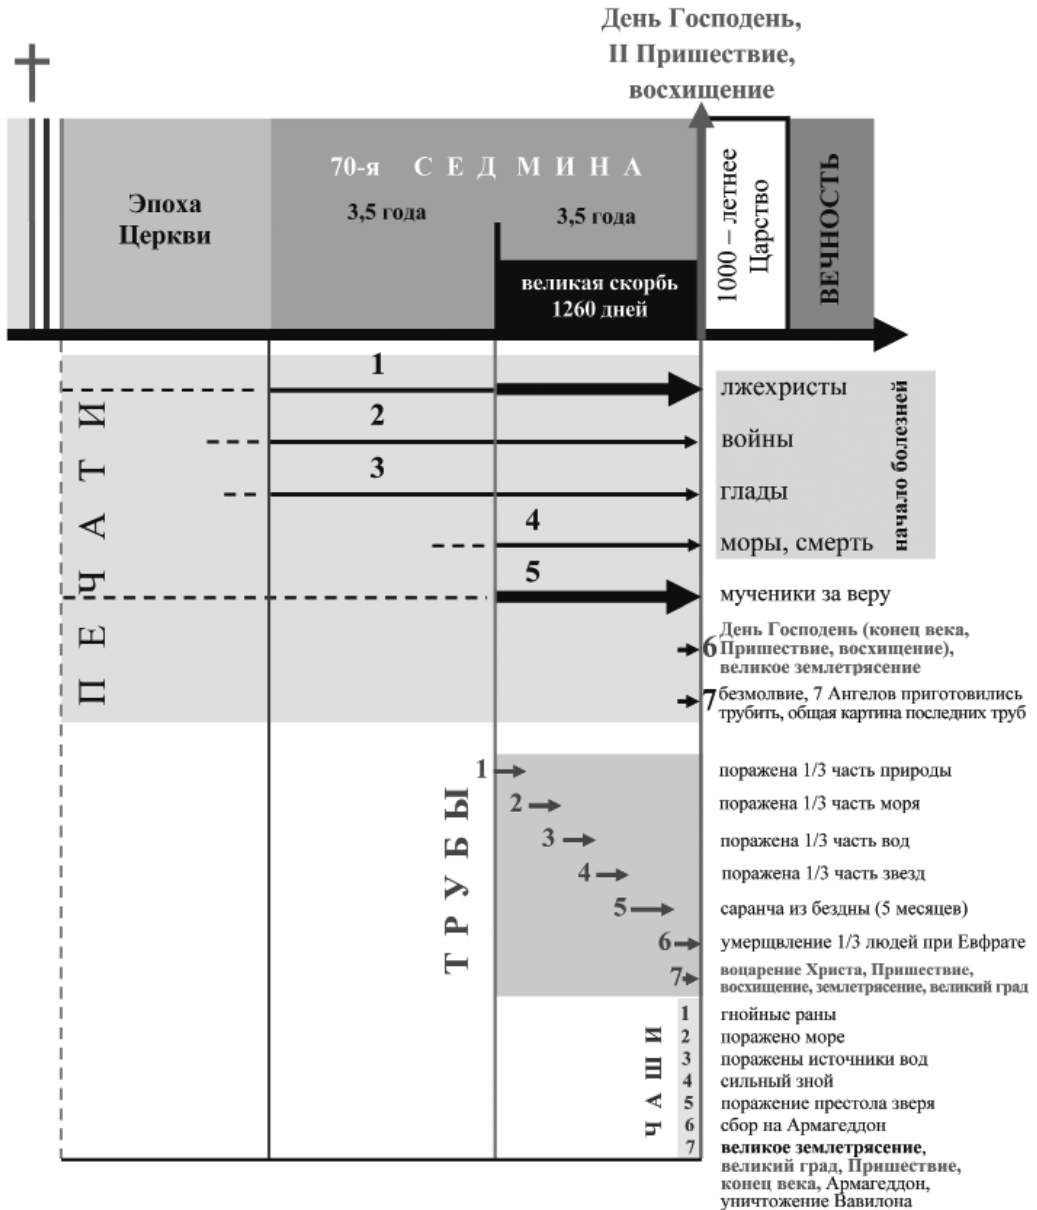 День Господень,
II Пришествие,
восхищение
70-я СЕДМИНА
Эпоха
Церкви
3,5 года
3,5 года
великая скорбь
1260 дней
1000 – летнее
Царство
ВЕЧНОСТЬ
ПЕЧАТИ
1
лжехристы
2
войны
3
глады
4
моры, смерть
начало болезней
5
мученики за веру
6 День Господень (конец века,
Пришествие, восхищение),
великое землетрясение
7 безмолвие, 7 Ангелов приготовились
трубить, общая картина последних труб
ТРУБЫ
1 поражена 1/3 часть природы
2 поражена 1/3 часть моря
3 поражена 1/3 часть вод
4 поражена 1/3 часть звезд
5 саранча из бездны (5 месяцев)
6 умерщвление 1/3 людей при Евфрате
7 воцарение Христа, Пришествие,
восхищение, землетрясение, великий град
ЧАШИ
1 гнойные раны
2 поражено море
3 поражены источники вод
4 сильный зной
5 поражение престола зверя
6 сбор на Армагеддон
7 великое землетрясение,
великий град, Пришествие,
конец века, Армагеддон,
уничтожение Вавилона